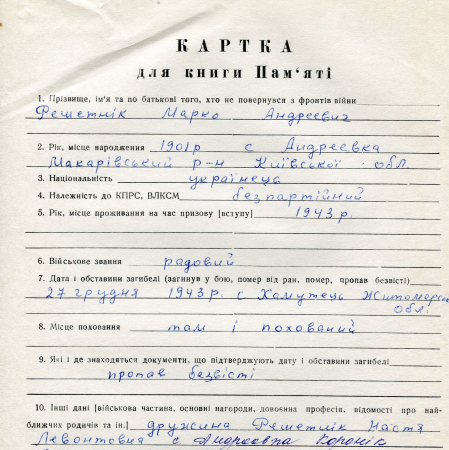 КАРТКА
для книги Пам'яті
1. Прізвище, ім'я та по батькові того, хто не повернувся з фронтів війни
Решетнік Марко Андреевич
2. Рік, місце народження 1901р с Андреевка
Макарівський р-н Київської обл.
3. Національність українець
4. Належність до КПРС, ВЛКСМ безпартійний
5. Рік, місце проживання на час призову [вступу] 1943 р.
6. Військове звання радовий
7. Дата і обставини загибелі (загинув у бою, помер від ран, помер, пропав безвісті)
27 грудня 1943 р. с Хамутець Житомерськ
обл.
8. Місце поховання там і похований
9. Які і де знаходяться документи, що підтверджують дату і обставини загибелі
пропав безвісті
10. Інші дані [військова частина, основні нагороди, довоєнна професія, відомості про най-
ближчих родичів та ін.] дружина Решетнік Настя
Левонтовна с Андреевка